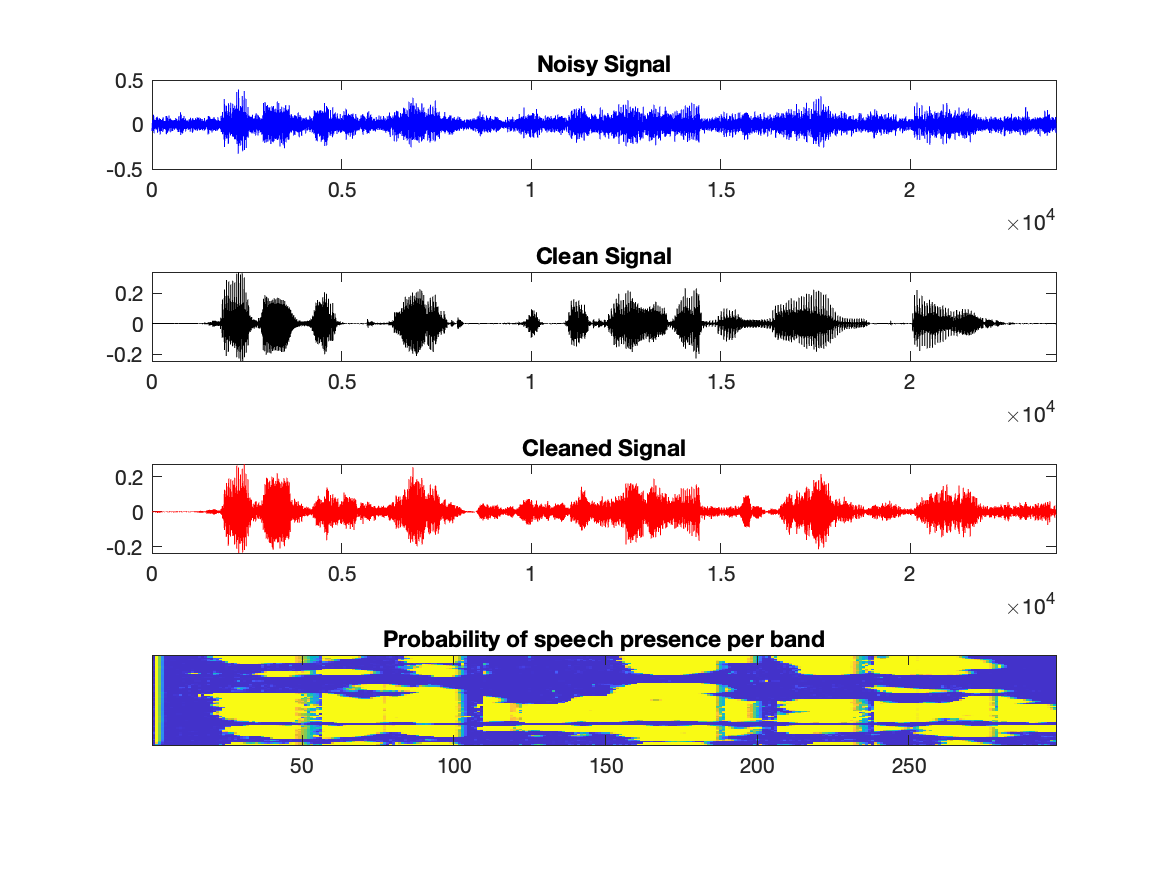 Noisy Signal
0.5
0
-0.5
0 0.5 1 1.5 2
×10^4
Clean Signal
0.2
0
-0.2
0 0.5 1 1.5 2
×10^4
Cleaned Signal
0.2
0
-0.2
0 0.5 1 1.5 2
×10^4
Probability of speech presence per band
50 100 150 200 250